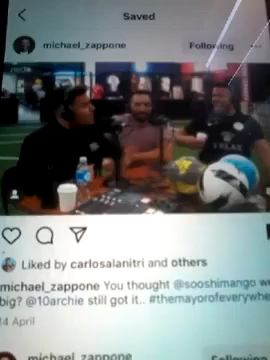 Saved
michael_zappone
Following
Liked by carlosalanitri and others
michael_zappone You thought @sooshimango we
big? @10archie still got it.. #themayorofeverywhe
14 April
michael_zappone
Following